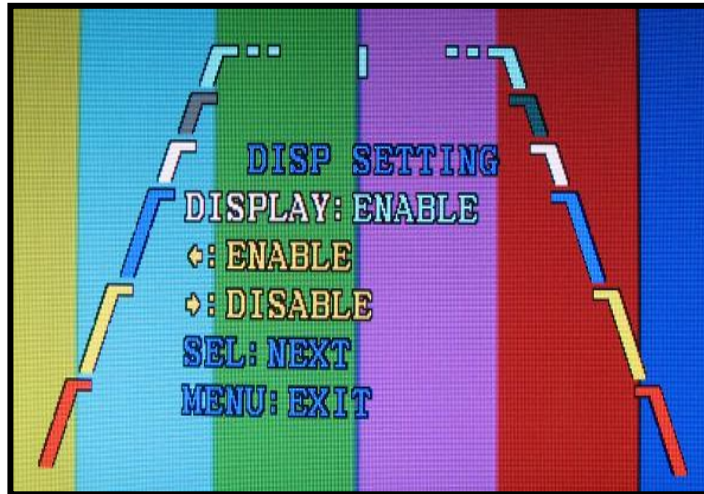 DISP SETTING
DISPLAY:ENABLE
←:ENABLE
→:DISABLE
SEL:NEXT
MENU:EXIT